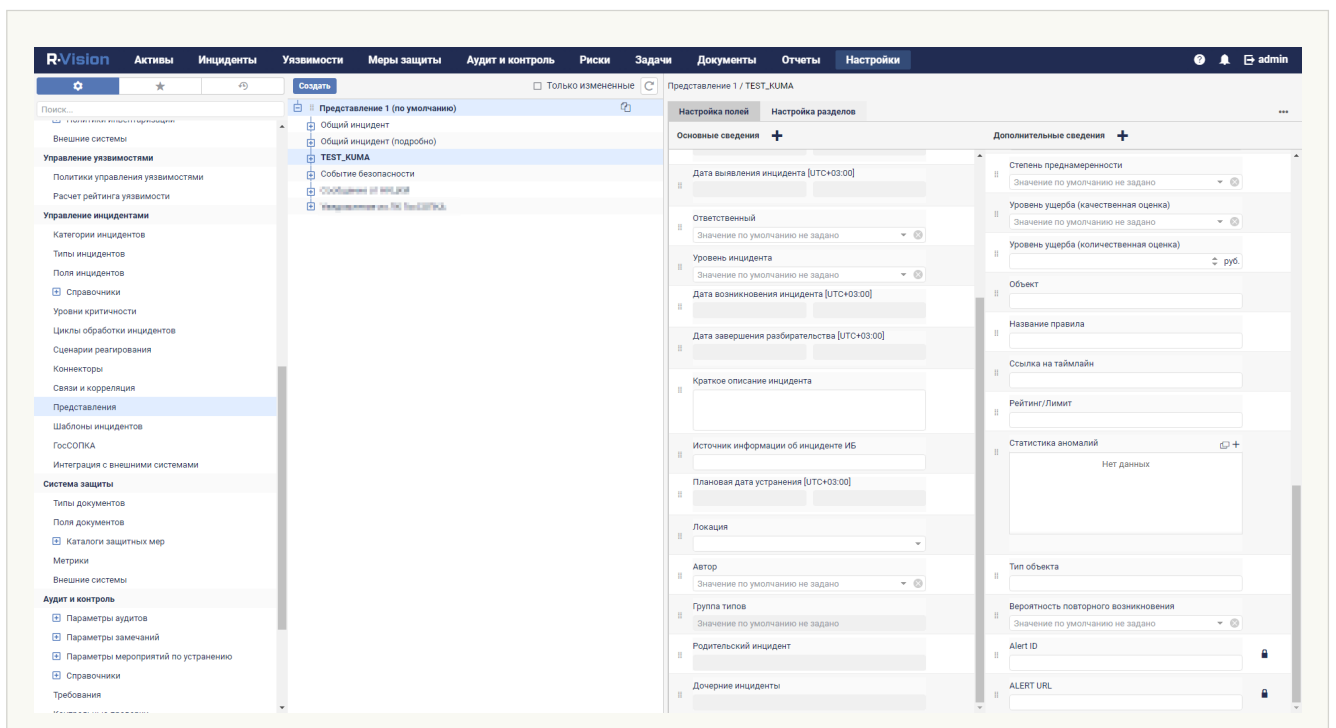 R·Vision Активы Инциденты Уязвимости Меры защиты Аудит и контроль Риски Задачи Документы Отчеты Настройки admin
Поиск...
Внешние системы
Управление уязвимостями
Политики управления уязвимостями
Расчет рейтинга уязвимости
Управление инцидентами
Категории инцидентов
Типы инцидентов
Поля инцидентов
Справочники
Уровни критичности
Циклы обработки инцидентов
Сценарии реагирования
Коннекторы
Связи и корреляция
Представления
Шаблоны инцидентов
ГосСОПКА
Интеграция с внешними системами
Система защиты
Типы документов
Поля документов
Каталоги защитных мер
Метрики
Внешние системы
Аудит и контроль
Параметры аудитов
Параметры замечаний
Параметры мероприятий по устранению
Справочники
Требования
Создать Только измененные
Представление 1 (по умолчанию)
Общий инцидент
Общий инцидент (подробно)
TEST_KUMA
Событие безопасности
Представление 1 / TEST_KUMA
Настройка полей Настройка разделов
Основные сведения
Дата выявления инцидента [UTC+03:00]
Ответственный
Значение по умолчанию не задано
Уровень инцидента
Значение по умолчанию не задано
Дата возникновения инцидента [UTC+03:00]
Дата завершения разбирательства [UTC+03:00]
Краткое описание инцидента
Источник информации об инциденте ИБ
Плановая дата устранения [UTC+03:00]
Локация
Автор
Значение по умолчанию не задано
Группа типов
Значение по умолчанию не задано
Родительский инцидент
Дочерние инциденты
Дополнительные сведения
Степень преднамеренности
Значение по умолчанию не задано
Уровень ущерба (качественная оценка)
Значение по умолчанию не задано
Уровень ущерба (количественная оценка)
руб.
Объект
Название правила
Ссылка на таймлайн
Рейтинг/Лимит
Статистика аномалий
Нет данных
Тип объекта
Вероятность повторного возникновения
Значение по умолчанию не задано
Alert ID
ALERT URL